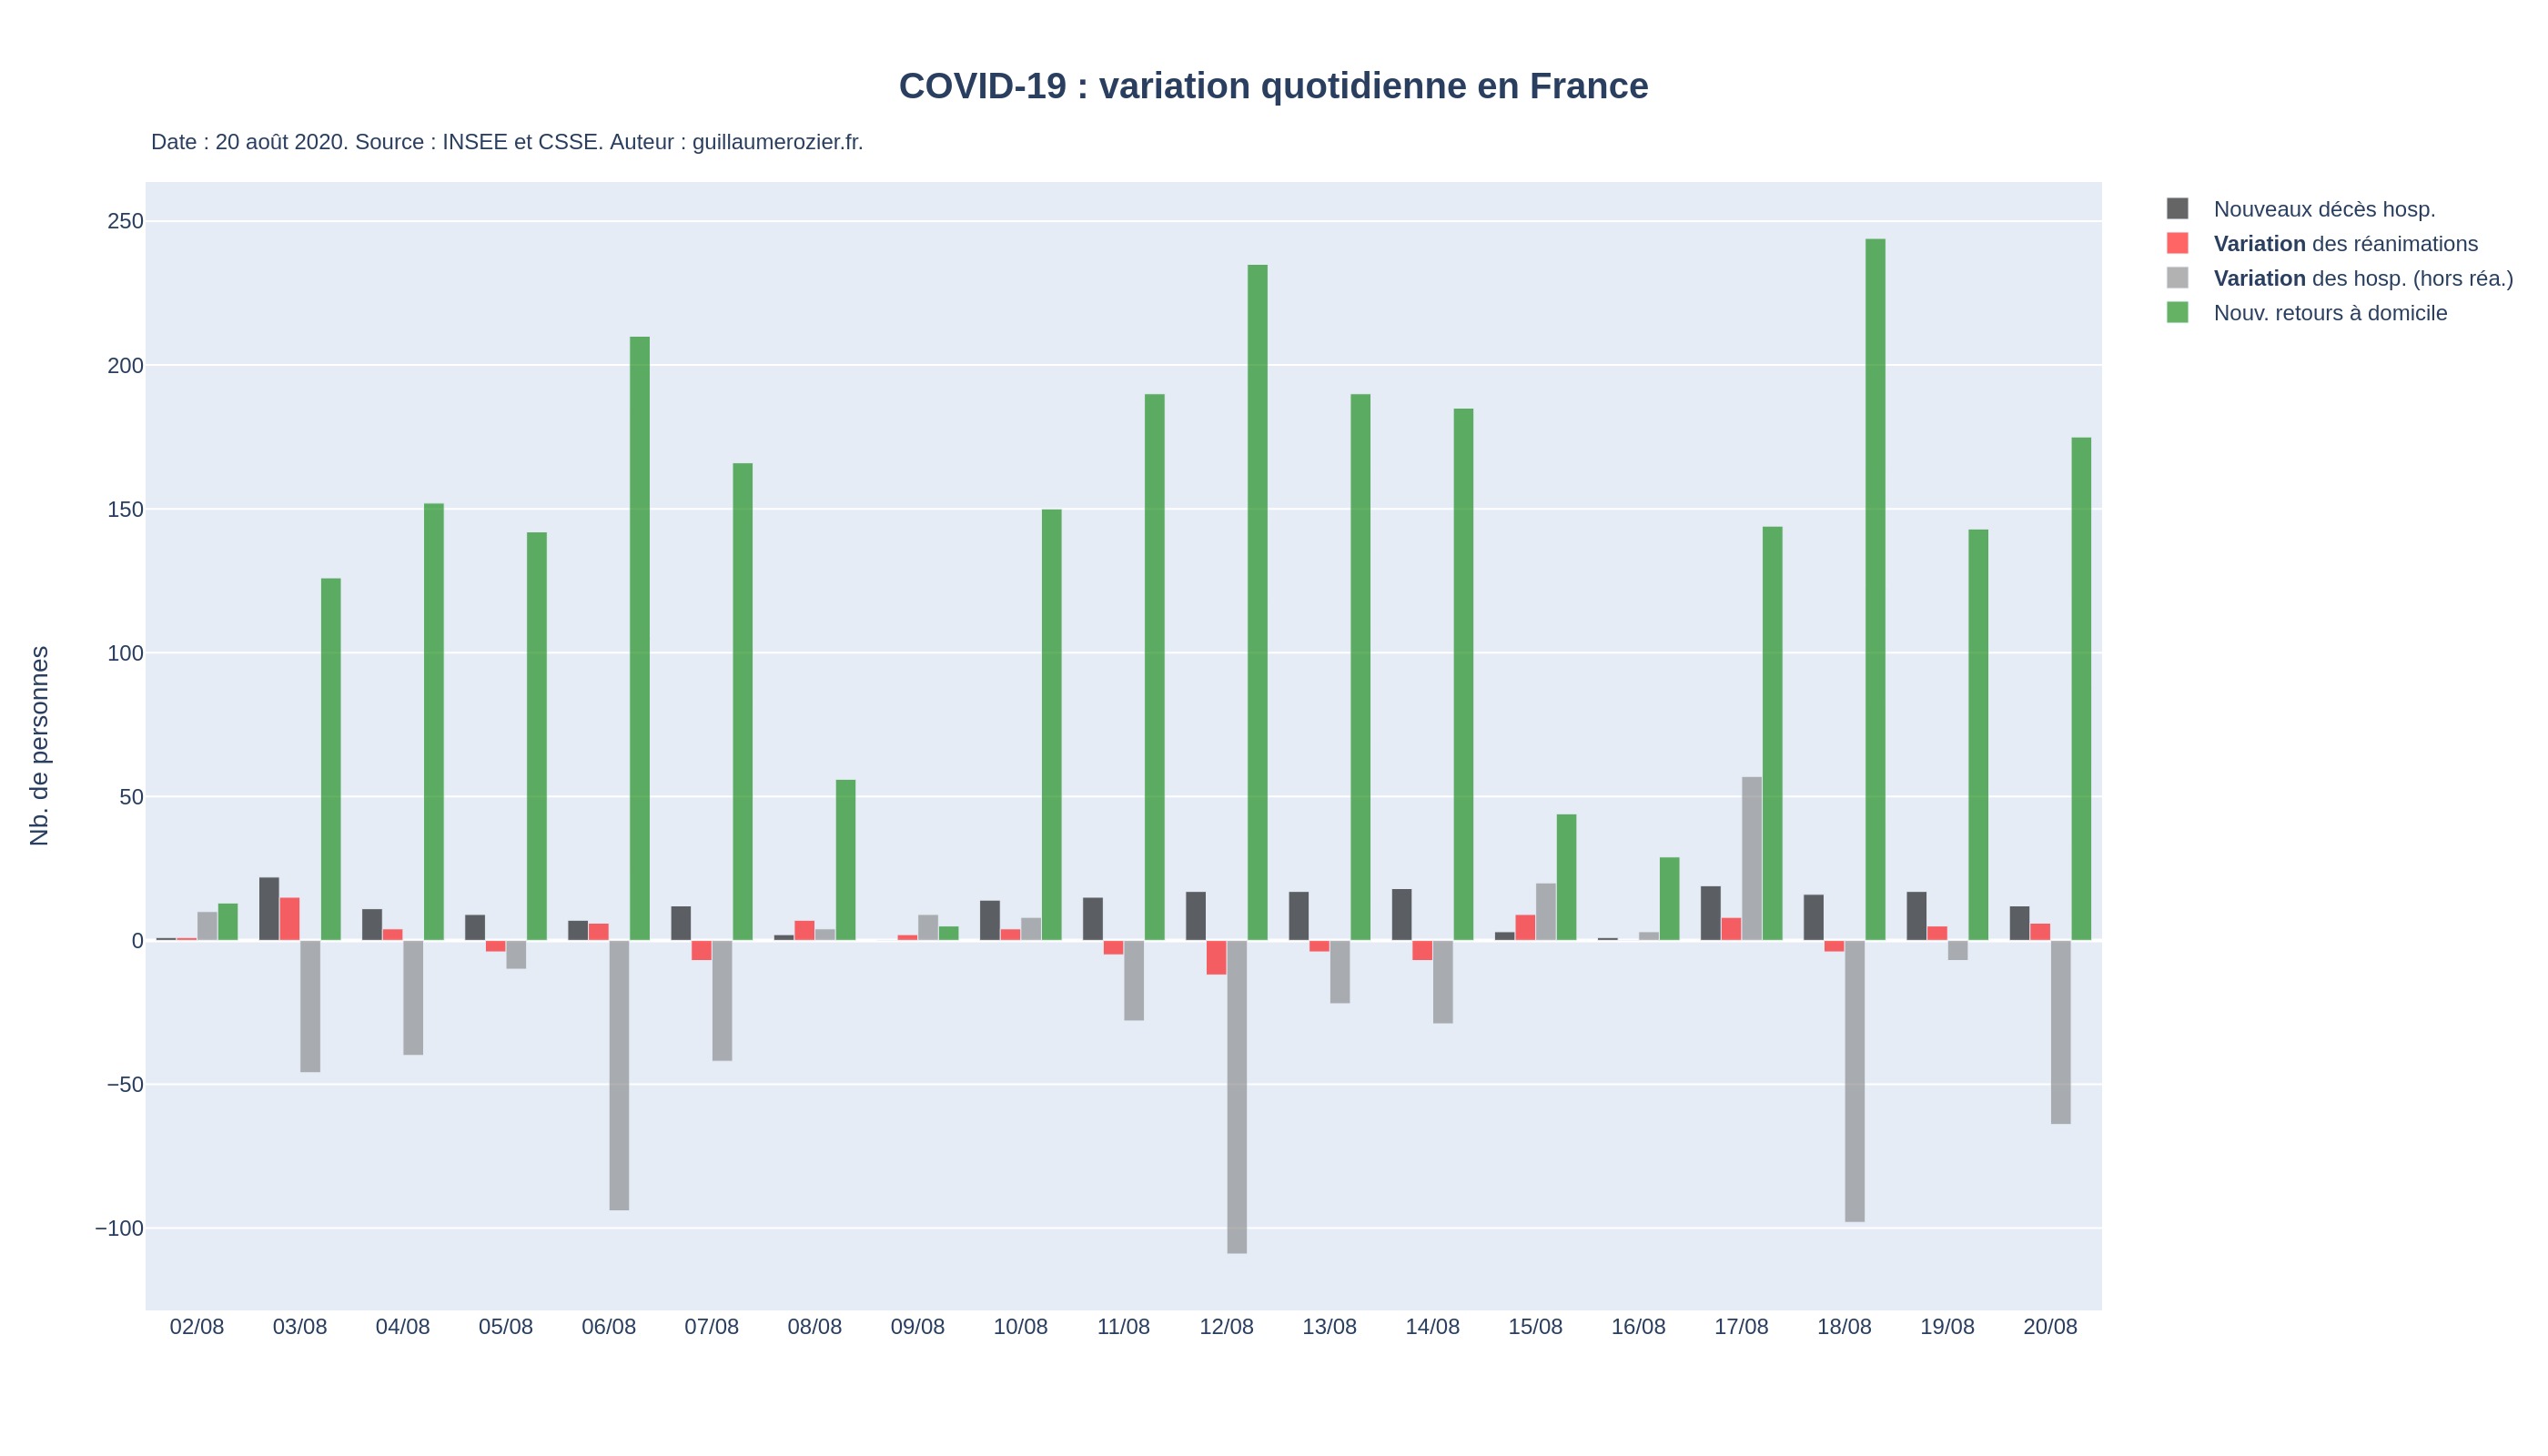 COVID-19 : variation quotidienne en France
Date : 20 août 2020. Source : INSEE et CSSE. Auteur : guillaumerozier.fr.
Nouveaux décès hosp.
Variation des réanimations
Variation des hosp. (hors réa.)
Nouv. retours à domicile
Nb. de personnes
250
200
150
100
50
0
−50
−100
02/08 03/08 04/08 05/08 06/08 07/08 08/08 09/08 10/08 11/08 12/08 13/08 14/08 15/08 16/08 17/08 18/08 19/08 20/08